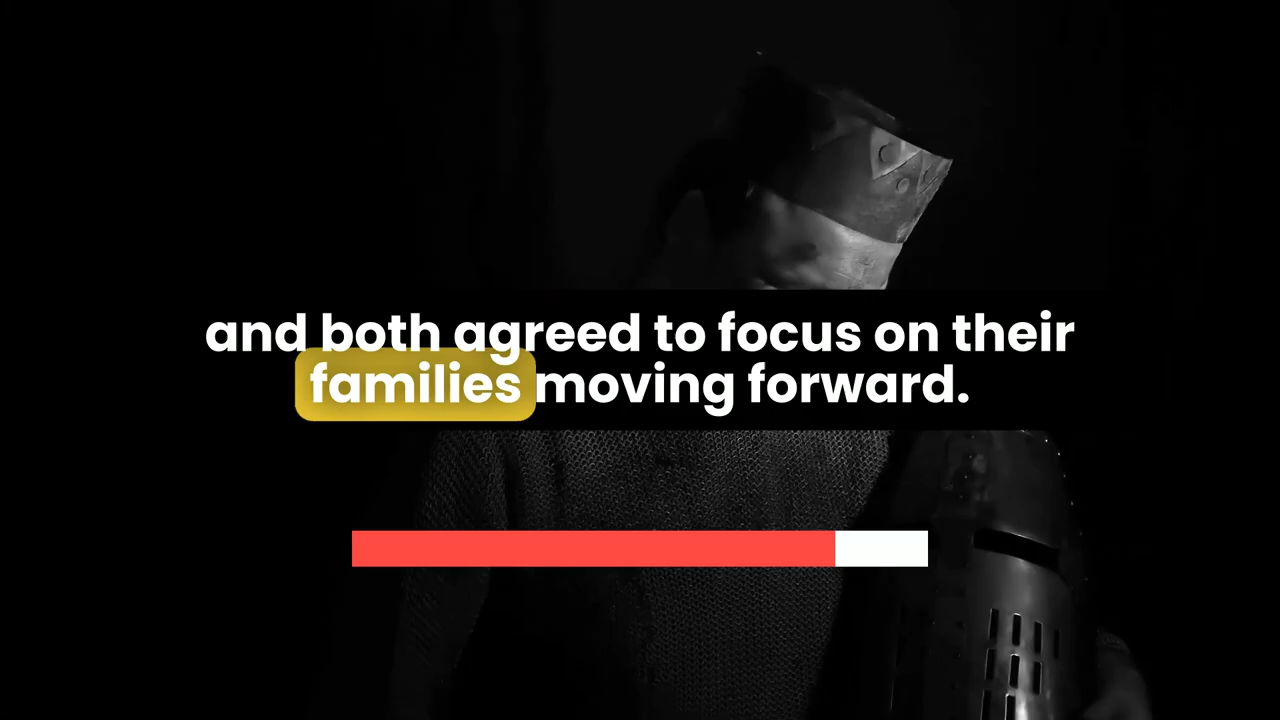 and both agreed to focus on their
families moving forward.